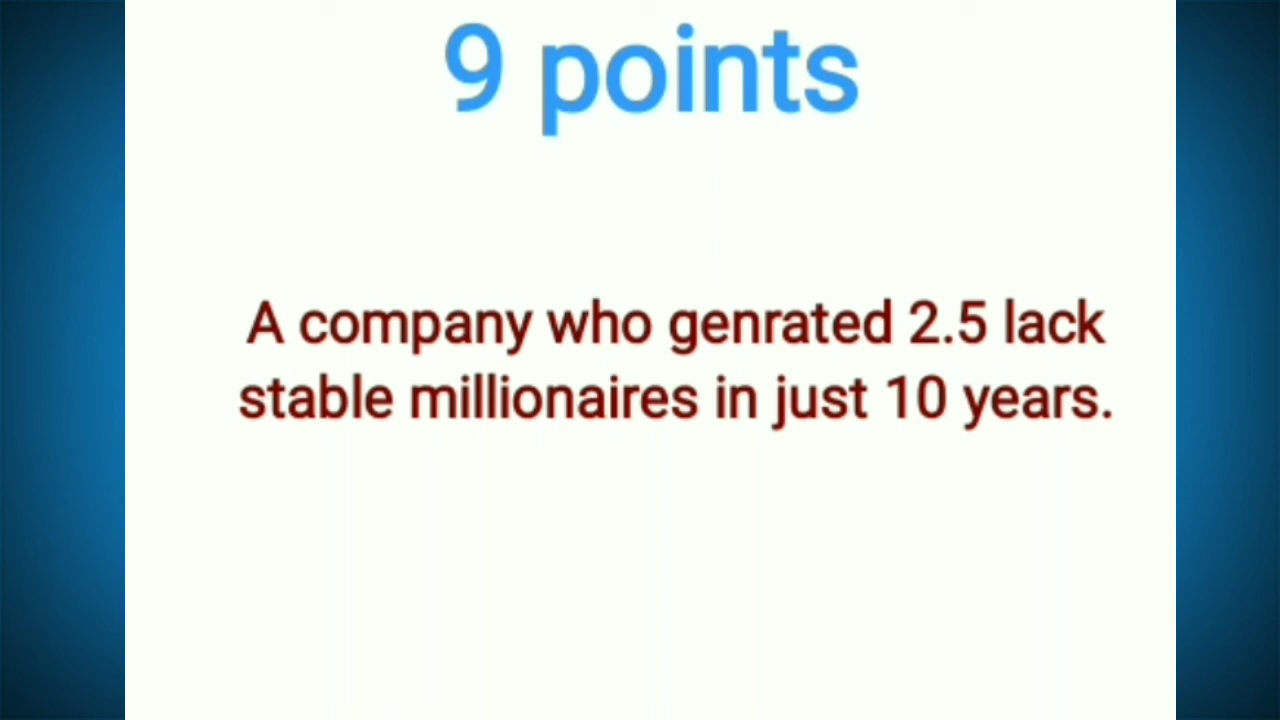 9 points
A company who genrated 2.5 lack
stable millionaires in just 10 years.